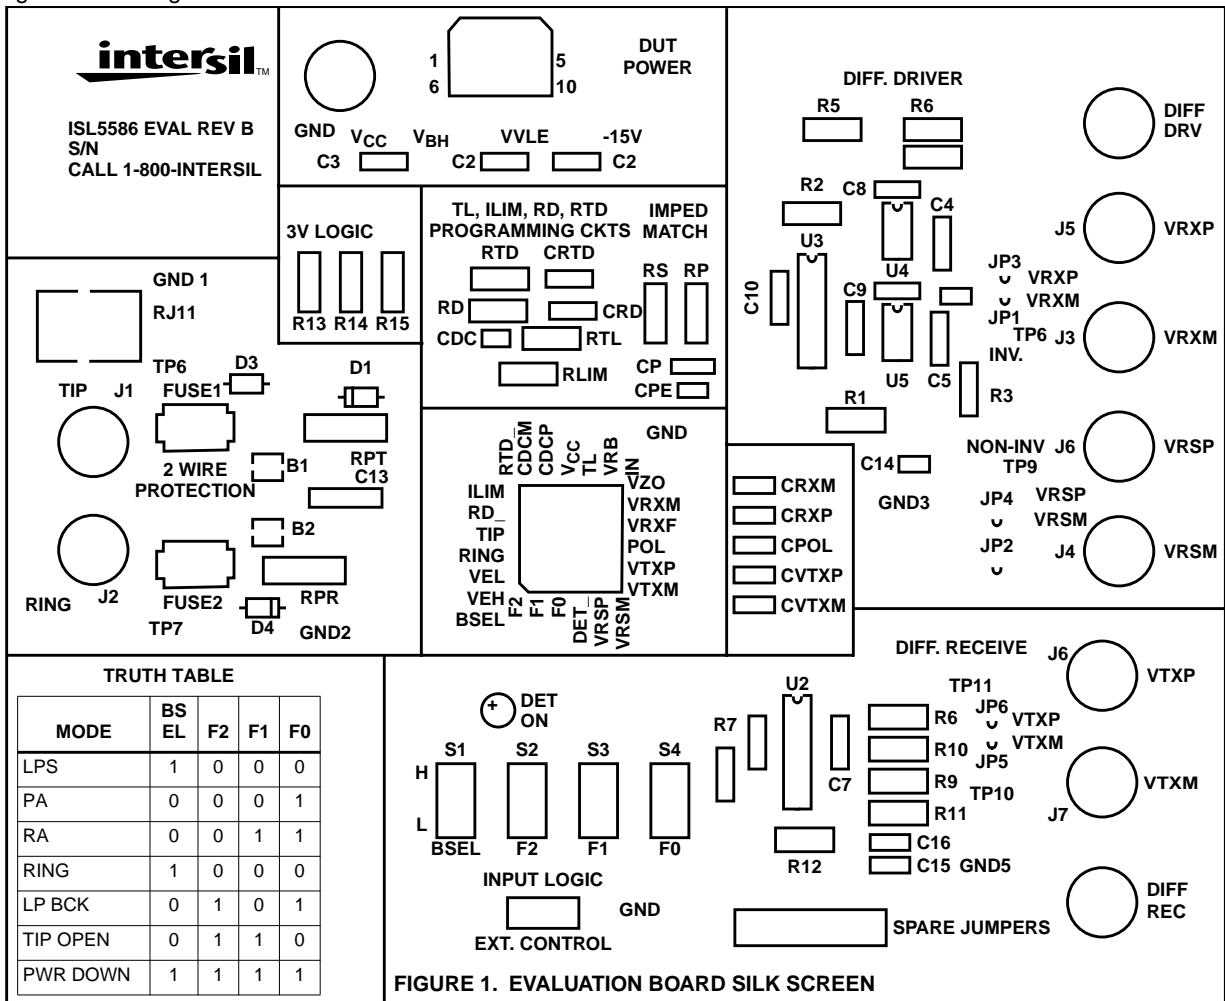 intersil™
ISL5586 EVAL REV B
S/N
CALL 1-800-INTERSIL
DUT
POWER
1
5
6
10
GND
VCC
VBH
VVLE
-15V
C3
C2
C2
3V LOGIC
R13 R14 R15
TL, ILIM, RD, RTD
PROGRAMMING CKTS
IMPED
MATCH
RTD
CRTD
RS
RP
RD
CRD
CDC
RTL
RLIM
CP
CPE
DIFF. DRIVER
R5
R6
DIFF
DRV
R2
C8
C4
U3
U4
J5
VRXP
C10
C9
JP3
VRXP
VRXM
JP1
TP6
J3
VRXM
INV.
U5
C5
R3
R1
NON-INV
TP9
J6
VRSP
C14
GND3
JP4
VRSP
VRSM
JP2
J4
VRSM
GND 1
RJ11
TP6
D3
D1
TIP
J1
FUSE1
2 WIRE
PROTECTION
B1
RPT
C13
B2
RING
J2
FUSE2
RPR
TP7
D4
GND2
GND
RTD_
CDCM
CDCP
VCC
TL
VRB
IN
ILIM
RD_
TIP
RING
VEL
VEH
BSEL
VZO
VRXM
VRXF
POL
VTXP
VTXM
F2
F1
F0
DET_
VRSP
VRSM
CRXM
CRXP
CPOL
CVTXP
CVTXM
TRUTH TABLE
MODE BS EL F2 F1 F0
LPS 1 0 0 0
PA 0 0 0 1
RA 0 0 1 1
RING 1 0 0 0
LP BCK 0 1 0 1
TIP OPEN 0 1 1 0
PWR DOWN 1 1 1 1
+
DET
ON
S1 S2 S3 S4
H
L
BSEL F2 F1 F0
INPUT LOGIC
GND
EXT. CONTROL
DIFF. RECEIVE
J6
VTXP
U2
TP11
R7
R6
JP6
VTXP
R10
VTXM
JP5
C7
R9
TP10
VTXM
R11
J7
C16
R12
C15 GND5
DIFF
REC
SPARE JUMPERS
FIGURE 1. EVALUATION BOARD SILK SCREEN